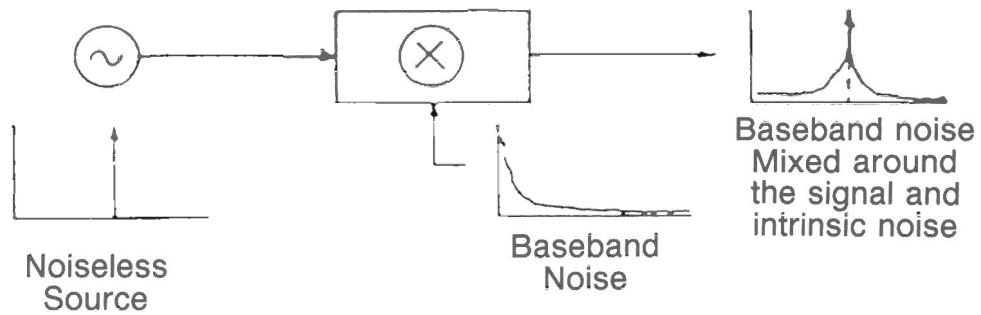 Noiseless
Source
Baseband
Noise
Baseband noise
Mixed around
the signal and
intrinsic noise